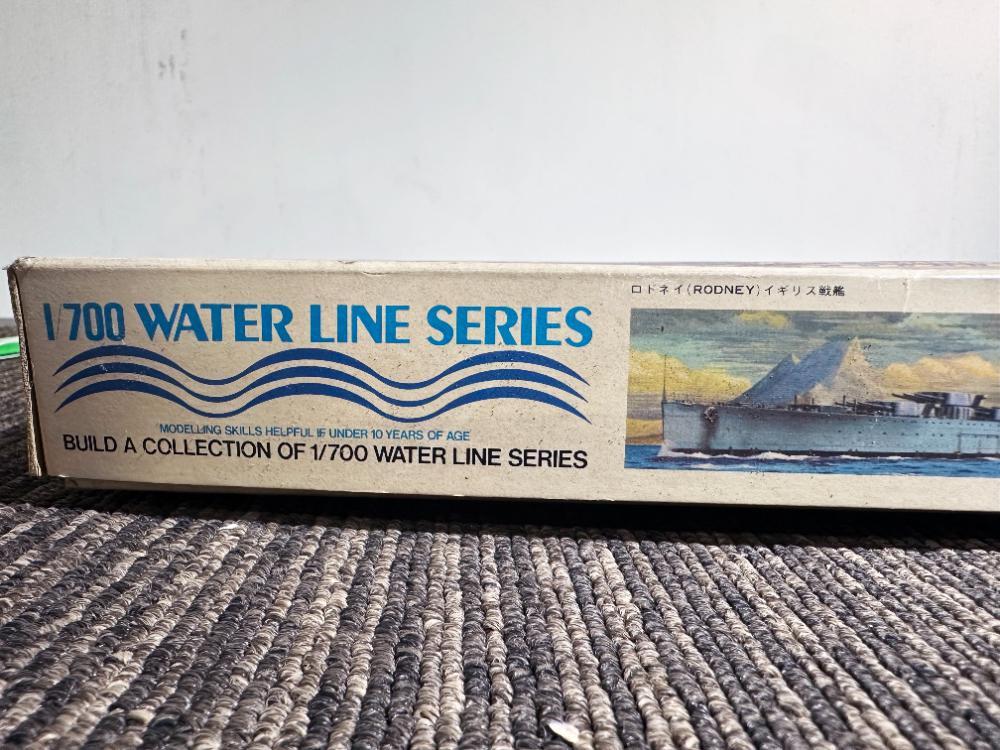 1/700 WATER LINE SERIES
MODELLING SKILLS HELPFUL IF UNDER 10 YEARS OF AGE
BUILD A COLLECTION OF 1/700 WATER LINE SERIES
ロドネイ(RODNEY)イギリス戦艦